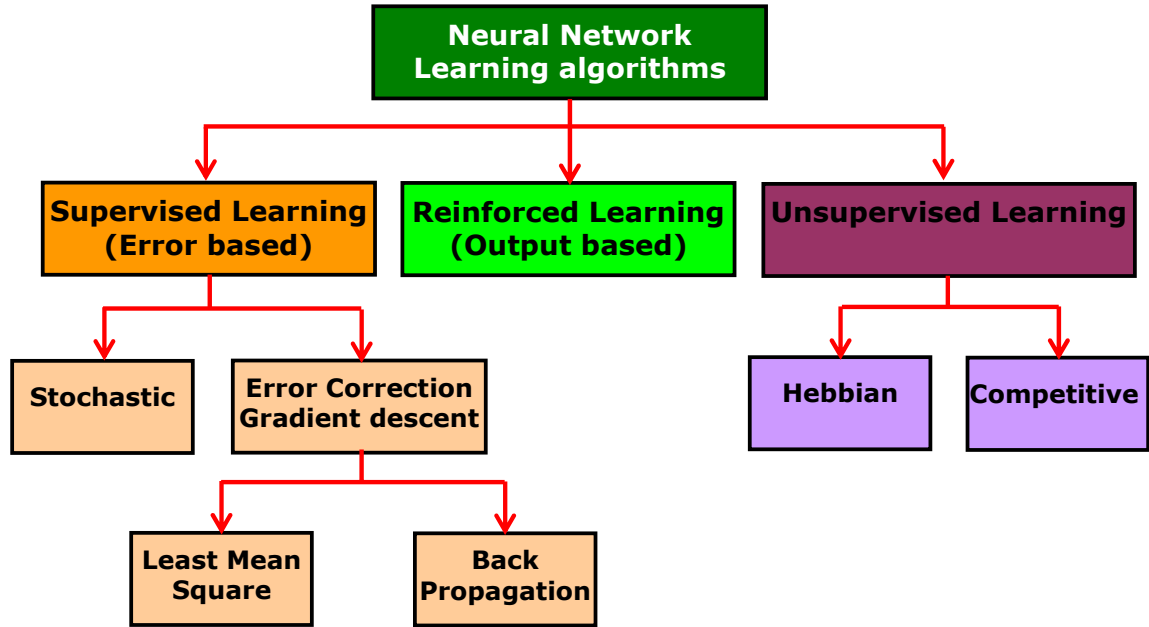 Neural Network
Learning algorithms
Supervised Learning
(Error based)
Reinforced Learning
(Output based)
Unsupervised Learning
Stochastic
Error Correction
Gradient descent
Hebbian
Competitive
Least Mean
Square
Back
Propagation